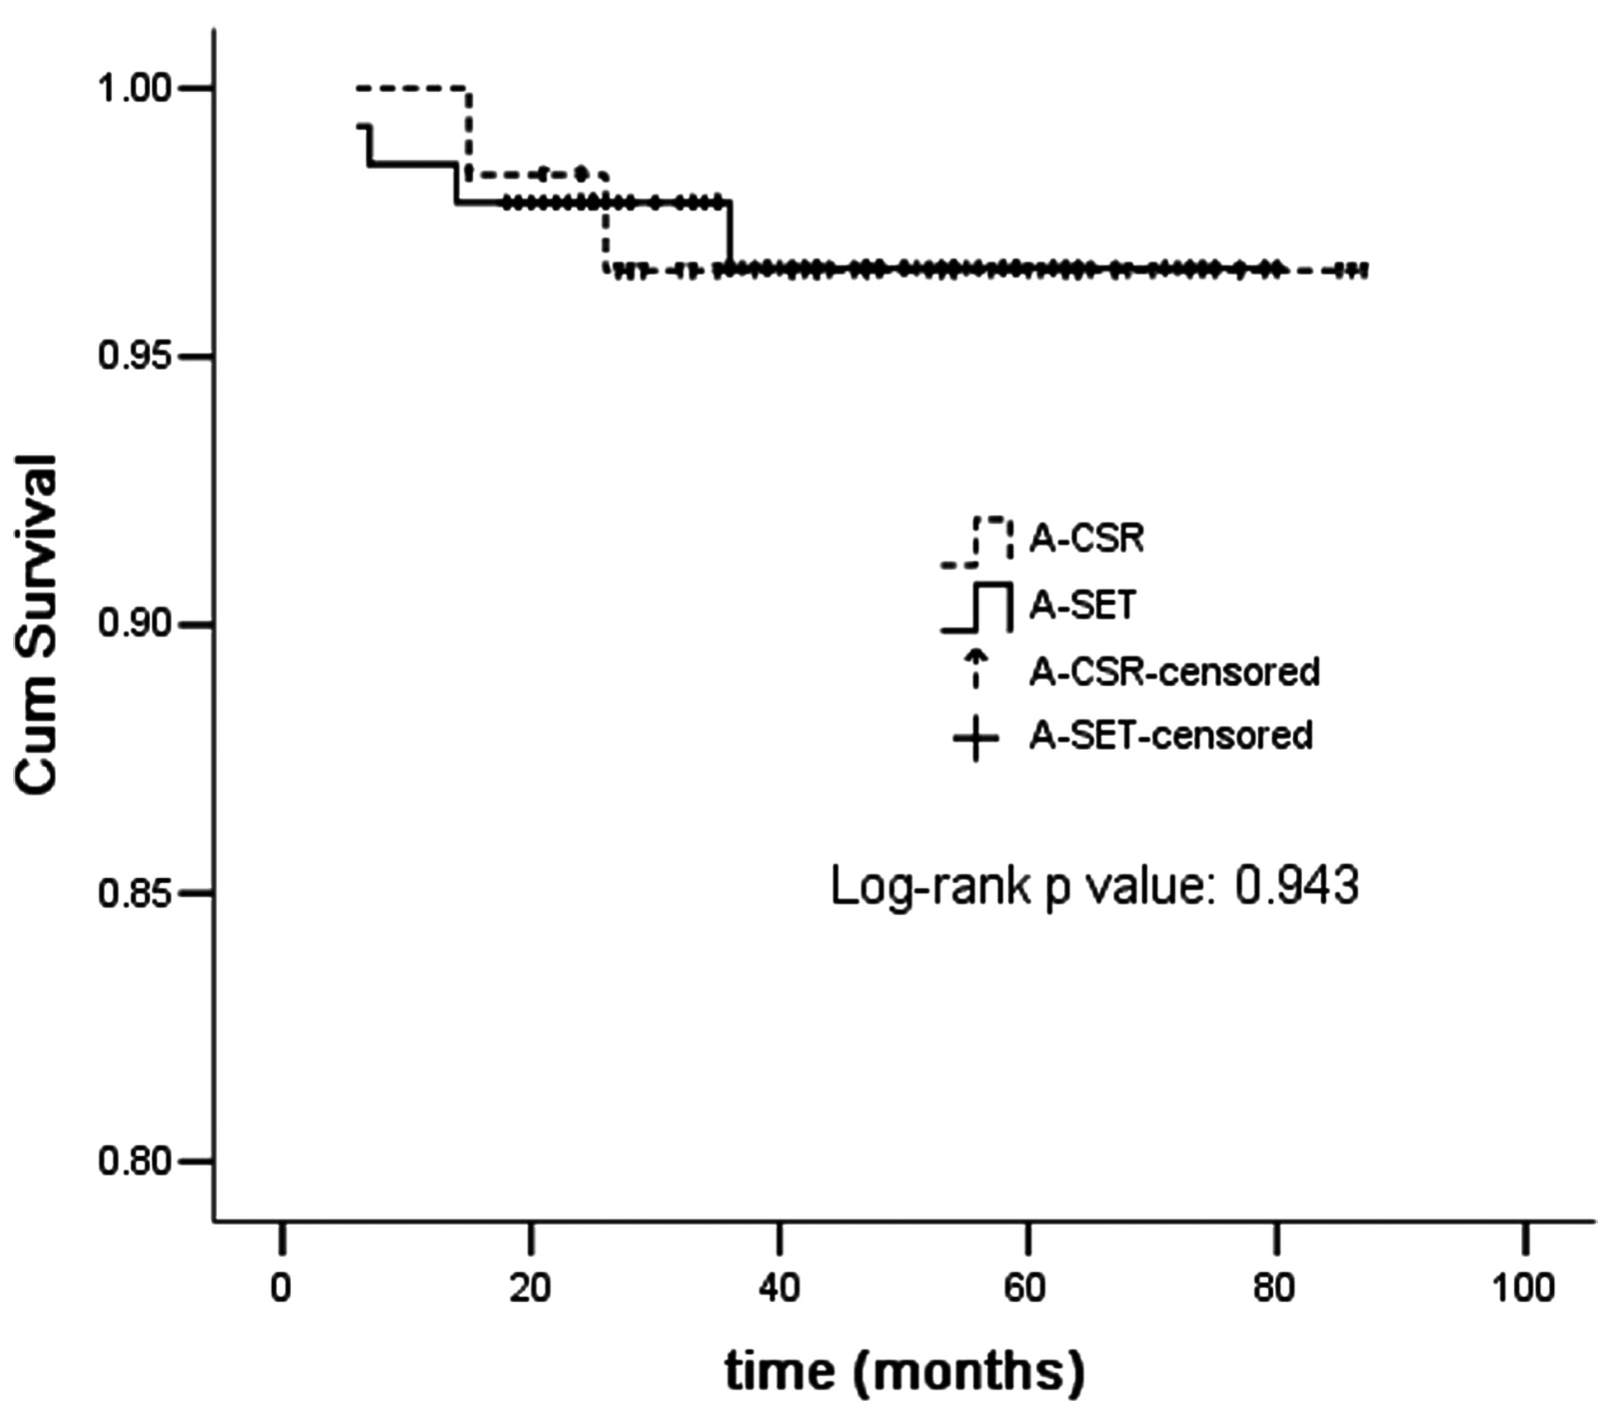 1.00
0.95
0.90
0.85
0.80
Cum Survival
A-CSR
A-SET
A-CSR-censored
A-SET-censored
Log-rank p value: 0.943
0 20 40 60 80 100
time (months)